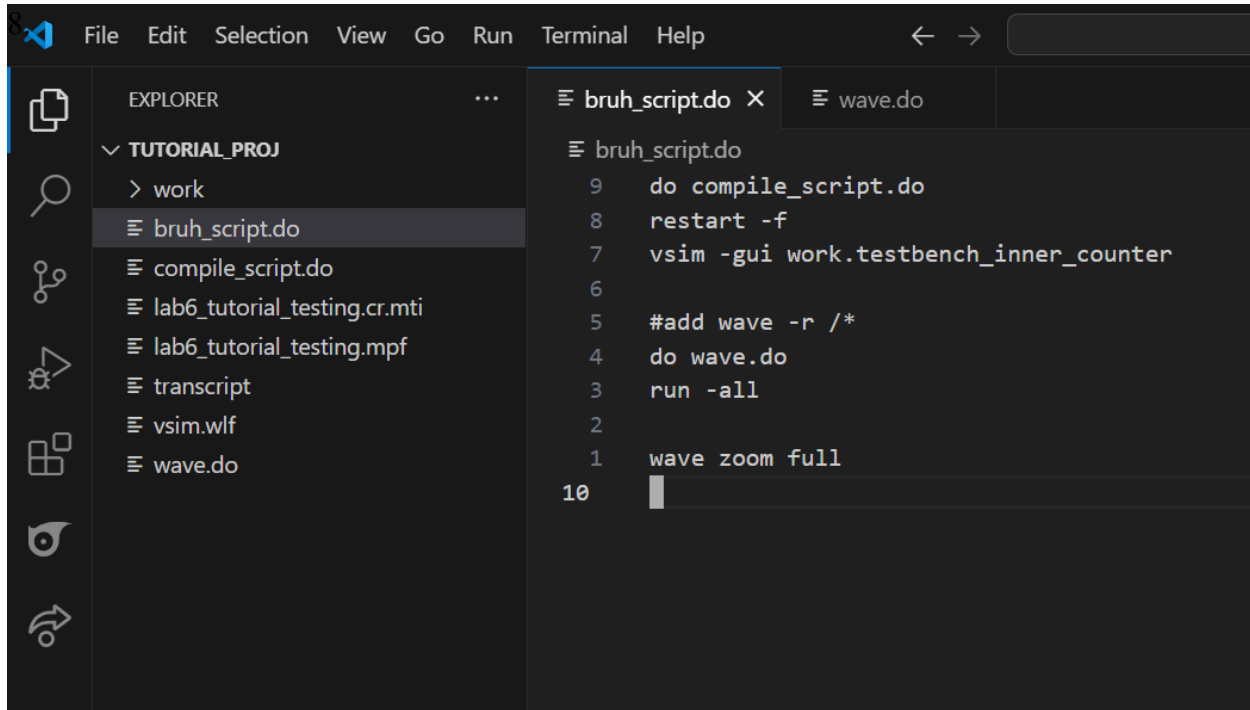 8.
File Edit Selection View Go Run Terminal Help
EXPLORER
TUTORIAL_PROJ
work
bruh_script.do
compile_script.do
lab6_tutorial_testing.cr.mti
lab6_tutorial_testing.mpf
transcript
vsim.wlf
wave.do
bruh_script.do wave.do
bruh_script.do
9 do compile_script.do
8 restart -f
7 vsim -gui work.testbench_inner_counter
6
5 #add wave -r /*
4 do wave.do
3 run -all
2
1 wave zoom full
10